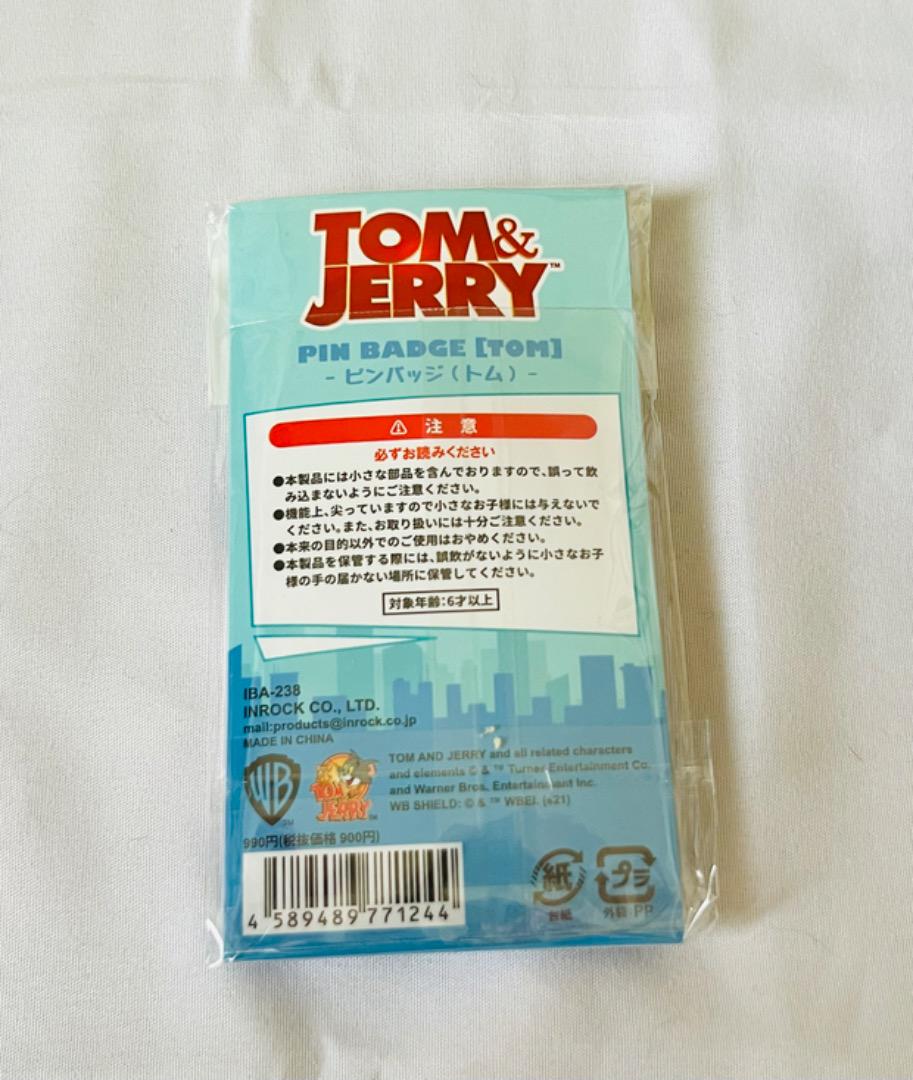 TOM&
JERRY™
PIN BADGE [TOM]
- ピンバッジ（トム）-
⚠ 注 意
必ずお読みください
●本製品には小さな部品を含んでおりますので、誤って飲
み込まないようにご注意ください。
●機能上、尖っていますので小さなお子様には与えないで
ください。また、お取り扱いには十分ご注意ください。
●本来の目的以外でのご使用はおやめください。
●本製品を保管する際には、誤飲がないように小さなお子
様の手の届かない場所に保管してください。
対象年齢：6才以上
IBA-238
INROCK CO., LTD.
mail:products@inrock.co.jp
MADE IN CHINA
WB
TOM&
JERRY
TOM AND JERRY and all related characters
and elements © & ™ Turner Entertainment Co.
and Warner Bros. Entertainment Inc.
WB SHIELD: © & ™ WBEI. (s21)
990円(税抜価格 900円)
4 589489 771244
紙
台紙
プラ
外装 PP